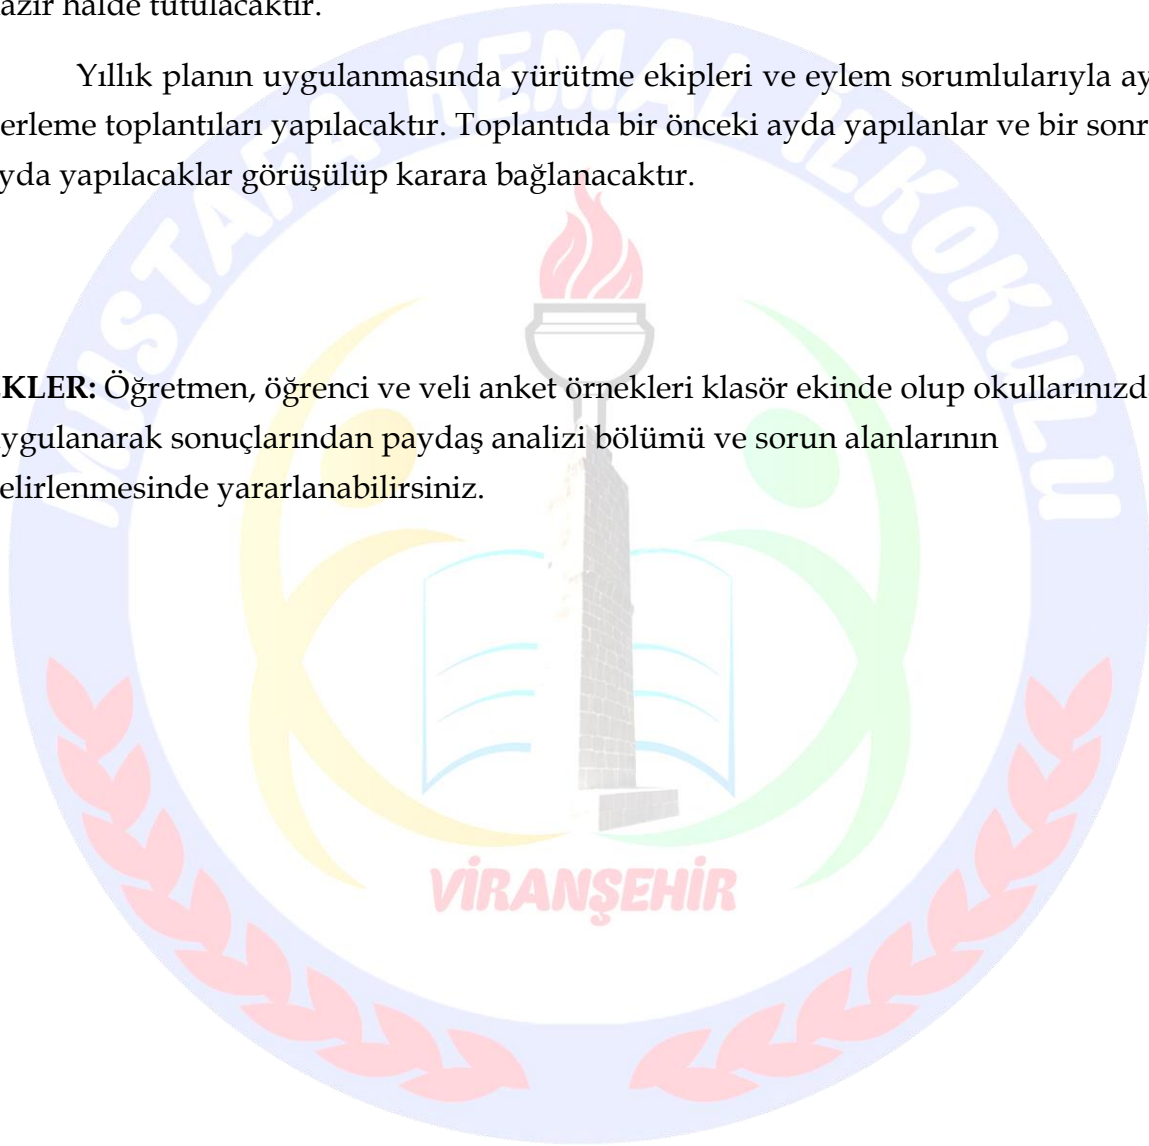 azır halde tutulacaktır.
Yıllık planın uygulanmasında yürütme ekipleri ve eylem sorumlularıyla ay
erleme toplantıları yapılacaktır. Toplantıda bir önceki ayda yapılanlar ve bir sonr
yda yapılacaklar görüşülüp karara bağlanacaktır.
EKLER: Öğretmen, öğrenci ve veli anket örnekleri klasör ekinde olup okullarınızd
ygulanarak sonuçlarından paydaş analizi bölümü ve sorun alanlarının
elirlenmesinde yararlanabilirsiniz.
MUSTAFA KEMAL İLKOKULU
VİRANŞEHİR